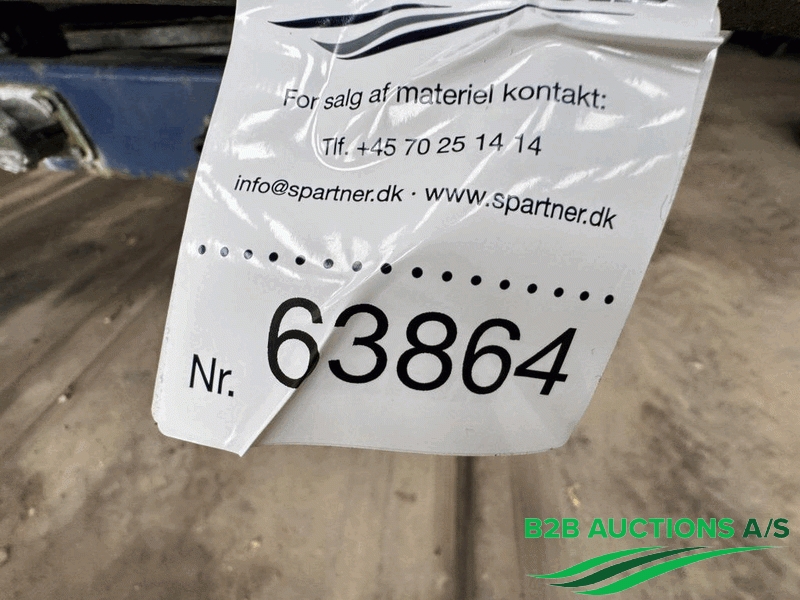 For salg af materiel kontakt:
Tlf. +45 70 25 14 14
info@spartner.dk · www.spartner.dk
Nr. 63864
B2B AUCTIONS A/S